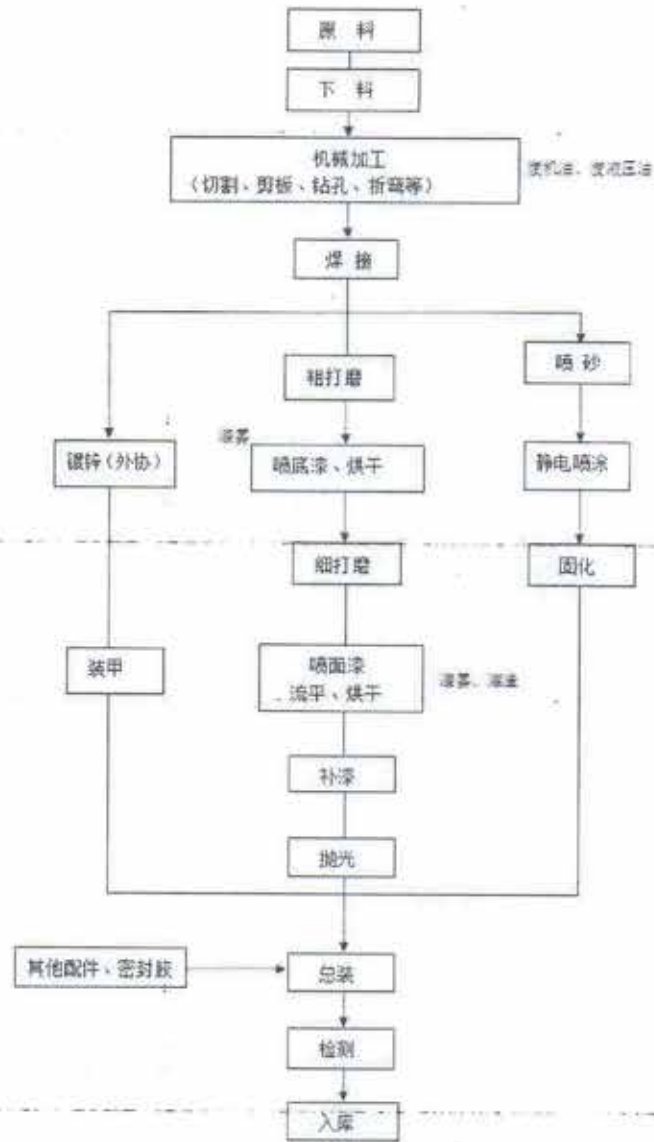 原 料
下 料
机械加工
(切割、剪板、钻孔、折弯等)
废机油、废液压油
焊 接
喷 砂
粗打磨
漆雾
镀锌(外协)
喷底漆、烘干
静电喷涂
细打磨
固化
装甲
喷面漆
流平、烘干
漆雾、漆渣
补漆
抛光
其他配件、密封胶
总装
检测
入库